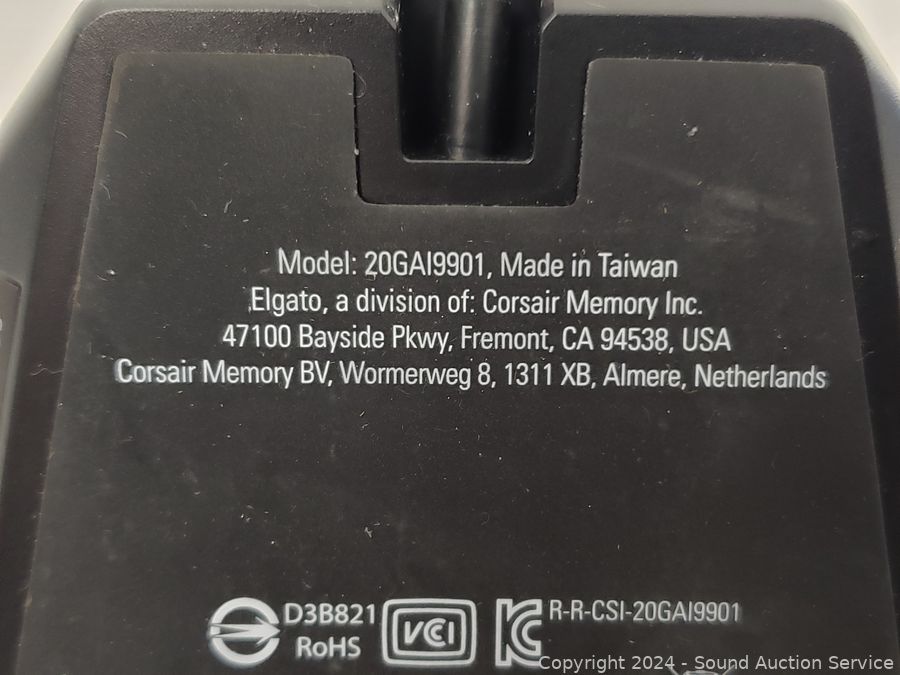 Model: 20GAI9901, Made in Taiwan
Elgato, a division of: Corsair Memory Inc.
47100 Bayside Pkwy, Fremont, CA 94538, USA
Corsair Memory BV, Wormerweg 8, 1311 XB, Almere, Netherlands
D3B821
RoHS
VCI
R-R-CSI-20GAI9901
Copyright 2024 - Sound Auction Service